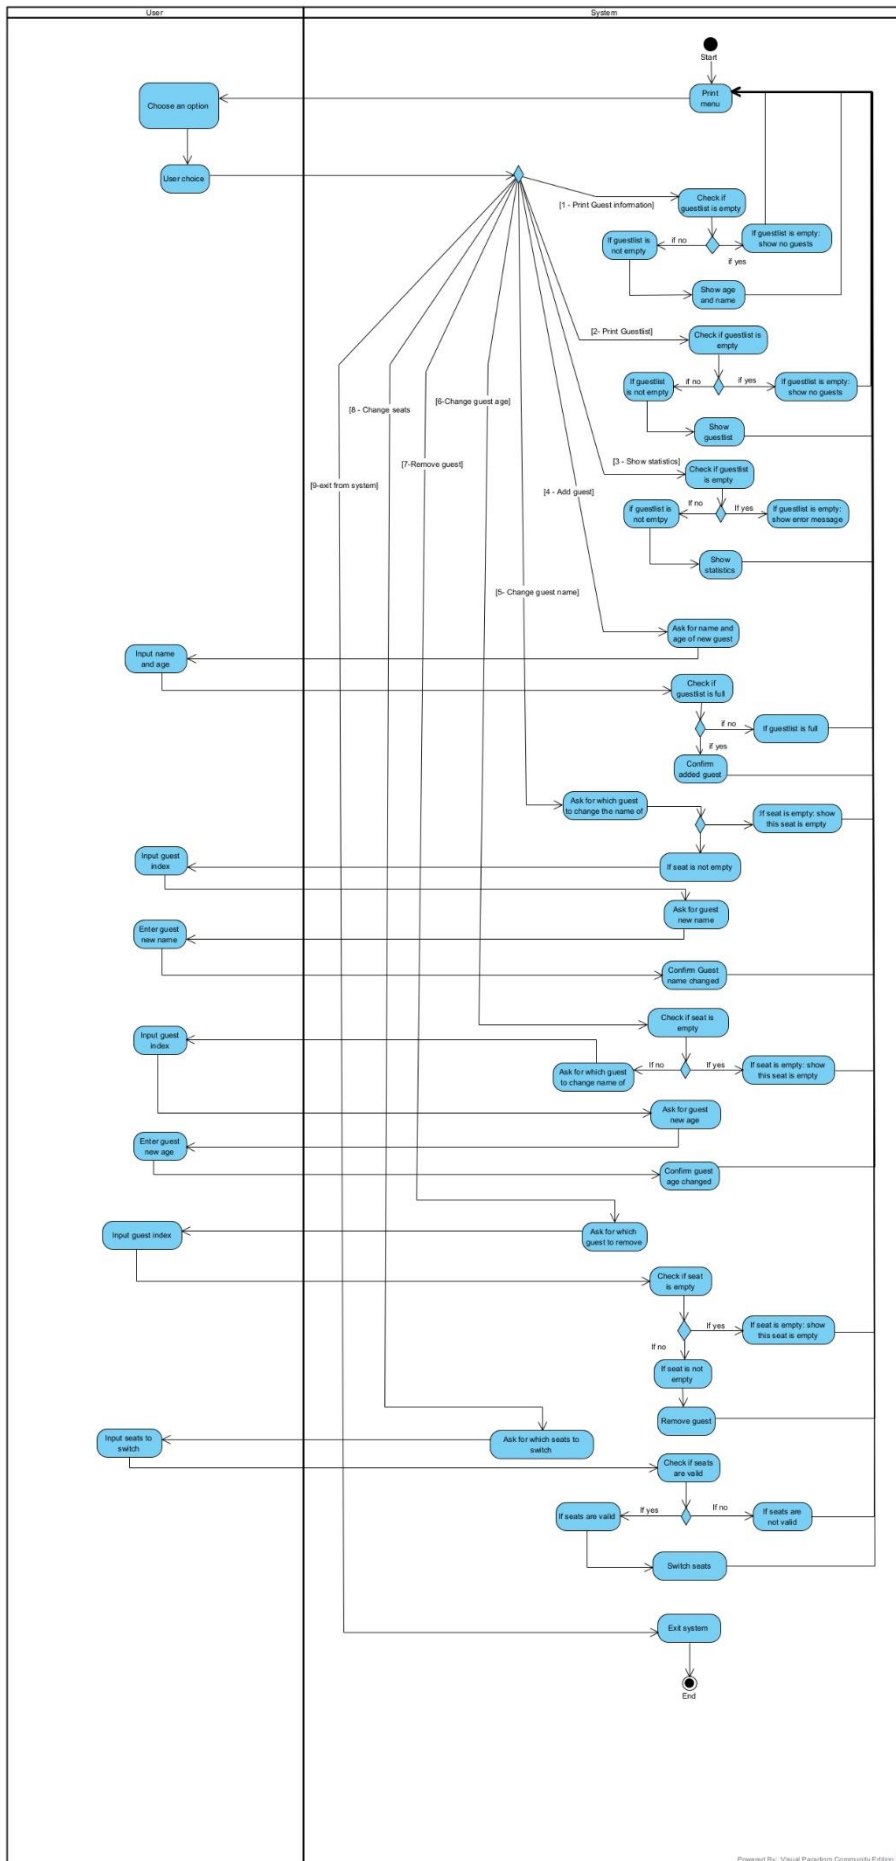 User
System
Start
Print
menu
Choose an option
User choice
[1 - Print Guest information]
Check if
guestlist is empty
If guestlist is
not empty
if no
if yes
If guestlist is empty:
show no guests
Show age
and name
[2- Print Guestlist]
Check if guestlist is
empty
If guestlist
is not empty
if no
if yes
If guestlist is empty:
show no guests
Show
guestlist
[8 - Change seats
[6-Change guest age]
[7-Remove guest]
[9-exit from system]
[3 - Show statistics]
[4 - Add guest]
Check if guestlist
is empty
if guestlist is
not emtpy
If no
If yes
If guestlist is empty:
show error message
Show
statistics
[5- Change guest name]
Ask for name and
age of new guest
Input name
and age
Check if
guestlist is full
if no
If guestlist is full
if yes
Confirm
added guest
Ask for which guest
to change the name of
:If seat is empty: show
this seat is empty
Input guest
index
If seat is not empty
Ask for guest
new name
Enter guest
new name
Confirm Guest
name changed
Check if seat is
empty
Input guest
index
Ask for which guest
to change name of
If no
If yes
If seat is empty: show
this seat is empty
Ask for guest
new age
Enter guest
new age
Confirm guest
age changed
Input guest index
Ask for which
guest to remove
Check if seat
is empty
If yes
If seat is empty: show
this seat is empty
If no
If seat is not
empty
Remove guest
Input seats to
switch
Ask for which seats to
switch
Check if seats
are valid
If seats are valid
If yes
If no
If seats are
not valid
Switch seats
Exit system
End
Powered By: Visual Paradigm Community Edition